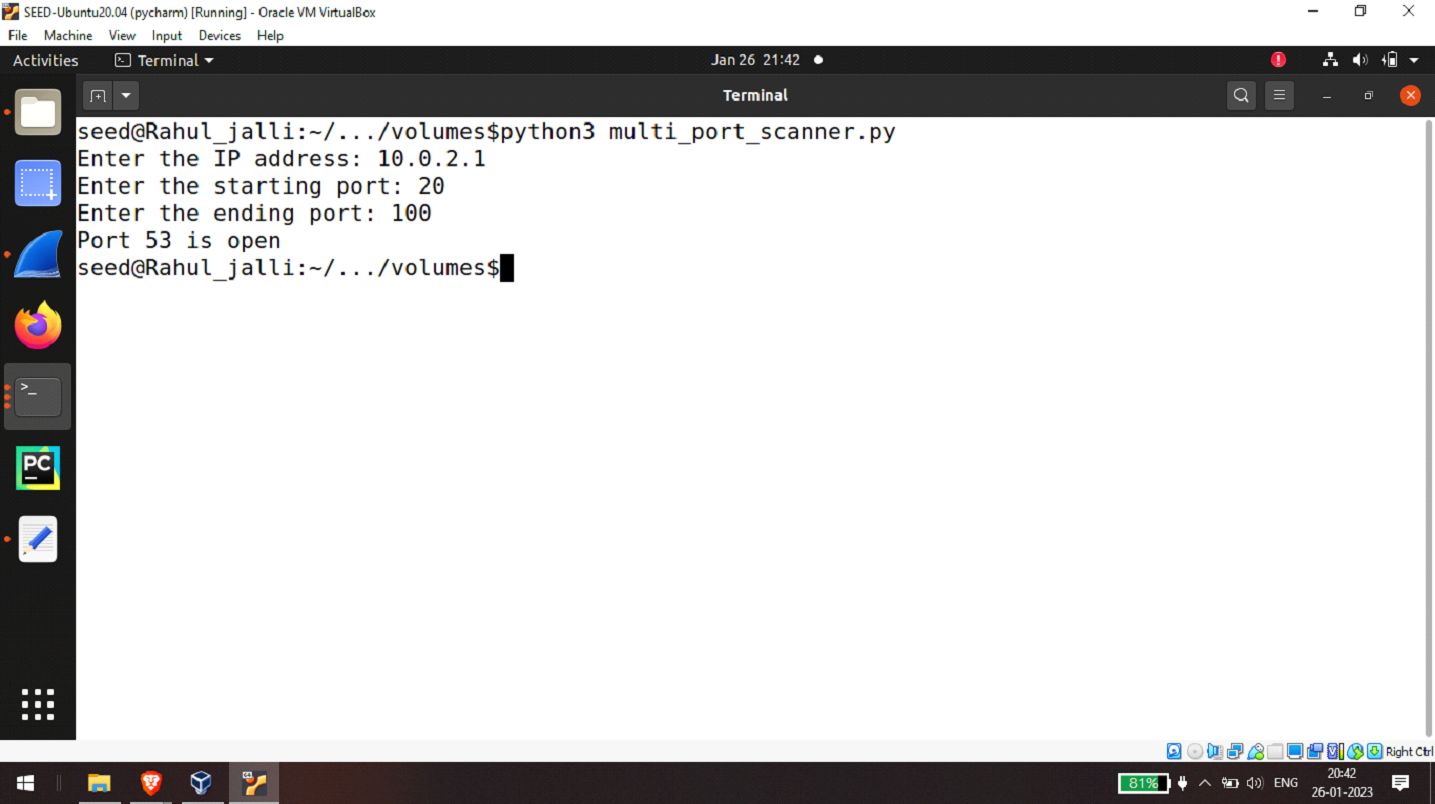 SEED-Ubuntu20.04 (pycharm) [Running] - Oracle VM VirtualBox
File Machine View Input Devices Help
Activities Terminal Jan 26 21:42
Terminal
seed@Rahul_jalli:~/.../volumes$python3 multi_port_scanner.py
Enter the IP address: 10.0.2.1
Enter the starting port: 20
Enter the ending port: 100
Port 53 is open
seed@Rahul_jalli:~/.../volumes$
PC
Right Ctrl
64
81%
ENG
20:42
26-01-2023